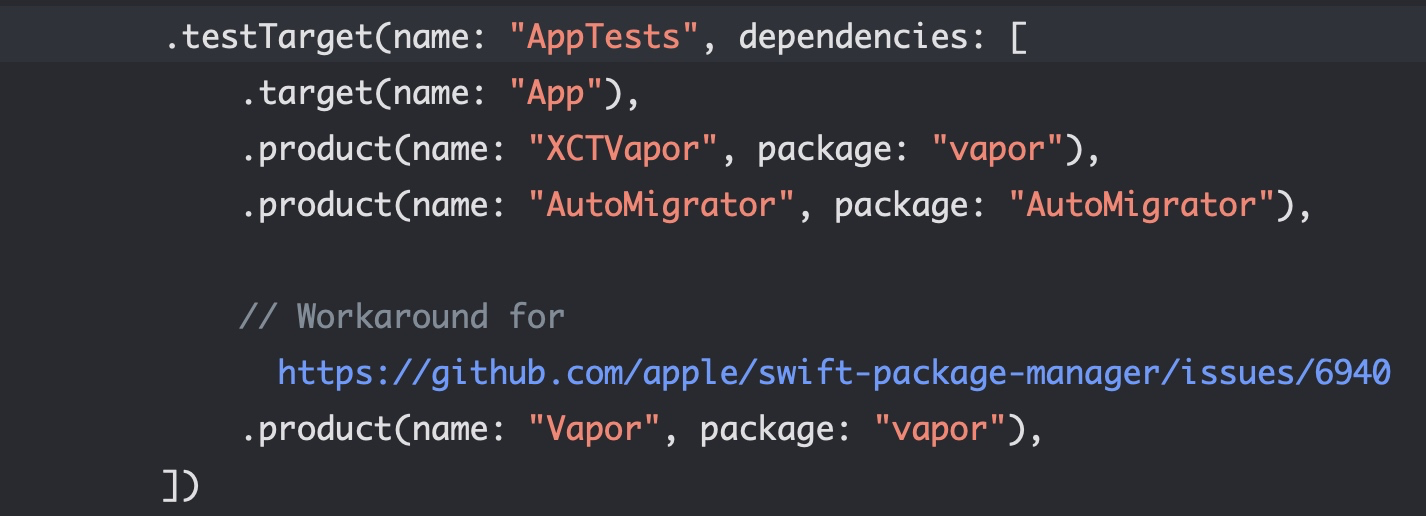 .testTarget(name: "AppTests", dependencies: [
.target(name: "App"),
.product(name: "XCTVapor", package: "vapor"),
.product(name: "AutoMigrator", package: "AutoMigrator"),
// Workaround for
https://github.com/apple/swift-package-manager/issues/6940
.product(name: "Vapor", package: "vapor"),
])